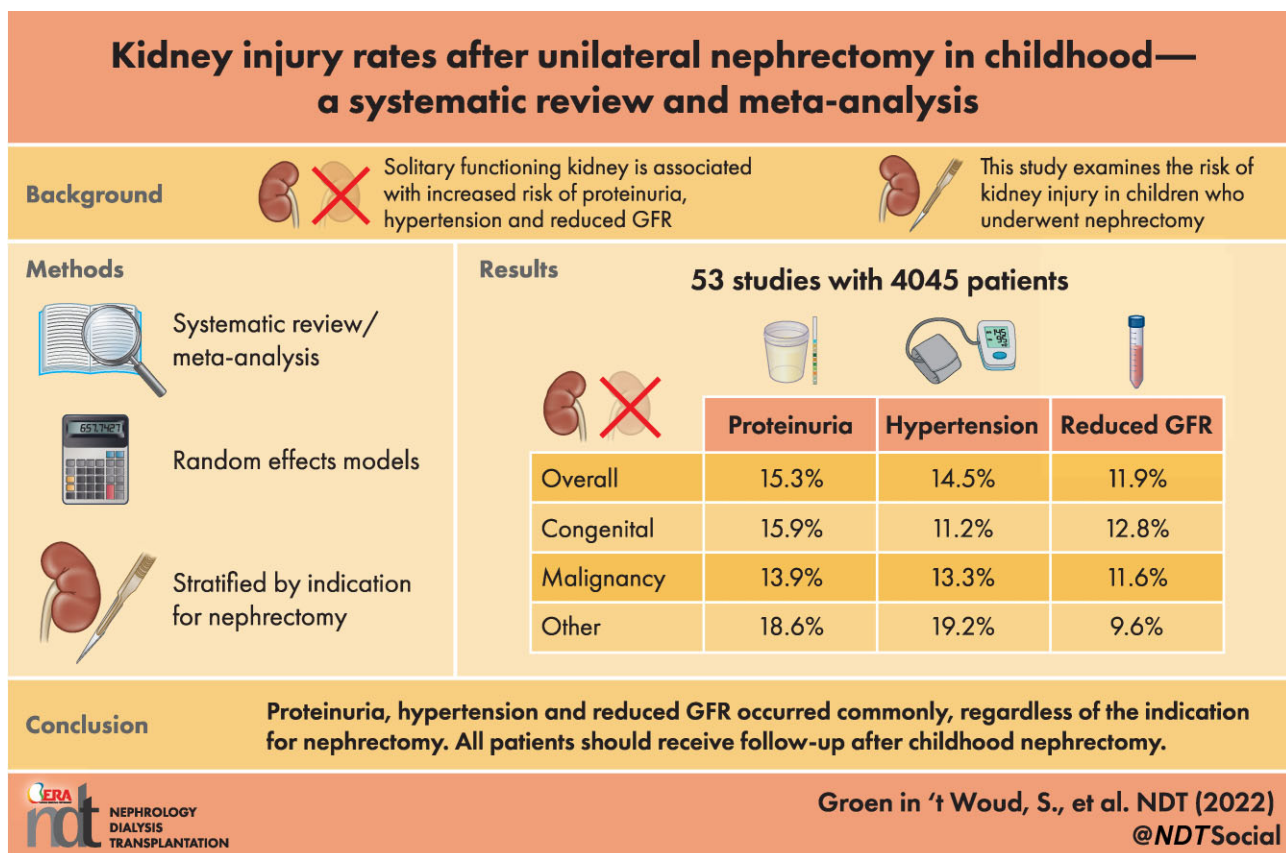 Kidney injury rates after unilateral nephrectomy in childhood—
a systematic review and meta-analysis
Background
Solitary functioning kidney is associated
with increased risk of proteinuria,
hypertension and reduced GFR
This study examines the risk of
kidney injury in children who
underwent nephrectomy
Methods
Systematic review/
meta-analysis
657.7427
Random effects models
Stratified by indication
for nephrectomy
Results
53 studies with 4045 patients
Proteinuria Hypertension Reduced GFR
Overall 15.3% 14.5% 11.9%
Congenital 15.9% 11.2% 12.8%
Malignancy 13.9% 13.3% 11.6%
Other 18.6% 19.2% 9.6%
Conclusion
Proteinuria, hypertension and reduced GFR occurred commonly, regardless of the indication
for nephrectomy. All patients should receive follow-up after childhood nephrectomy.
ERA
ndt
NEPHROLOGY
DIALYSIS
TRANSPLANTATION
Groen in ‘t Woud, S., et al. NDT (2022)
@NDTSocial